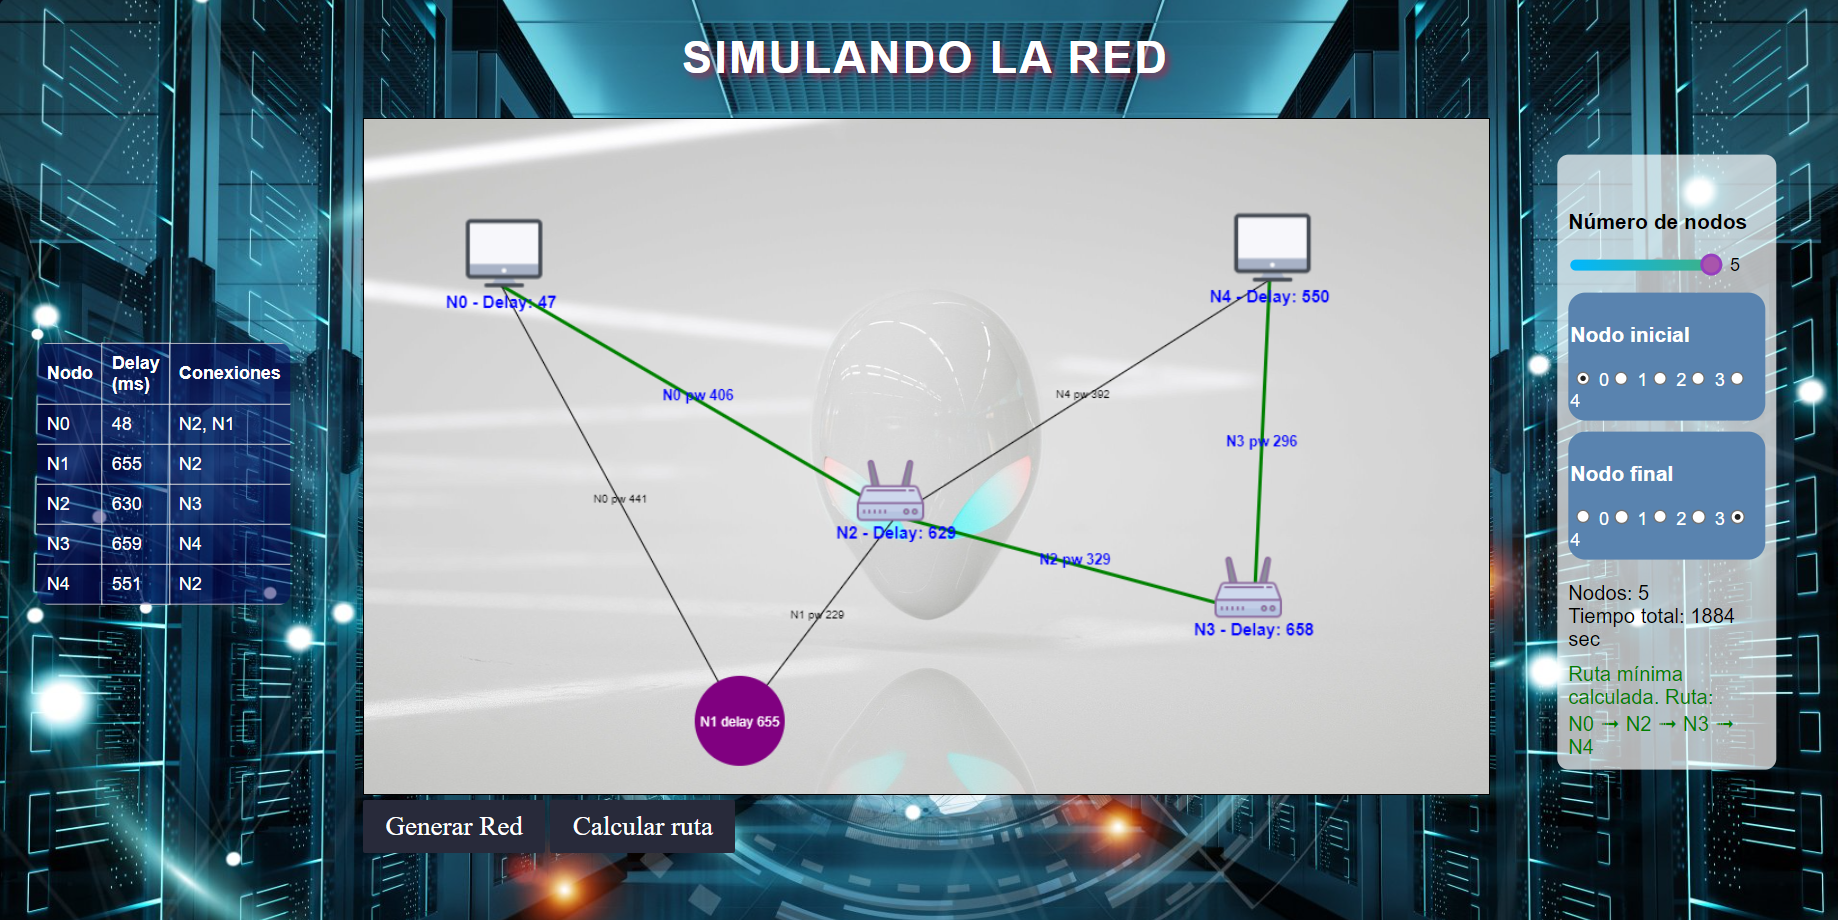 SIMULANDO LA RED
Nodo Delay (ms) Conexiones
N0 48 N2, N1
N1 655 N2
N2 630 N3
N3 659 N4
N4 551 N2
N0 - Delay: 47
N4 - Delay: 550
N0 pw 406
N4 pw 392
N3 pw 296
N0 pw 441
N2 - Delay: 629
N2 pw 329
N1 pw 229
N3 - Delay: 658
N1 delay 655
Generar Red
Calcular ruta
Número de nodos
5
Nodo inicial
0 1 2 3
4
Nodo final
0 1 2 3
4
Nodos: 5
Tiempo total: 1884
sec
Ruta mínima
calculada. Ruta:
N0 → N2 → N3 →
N4